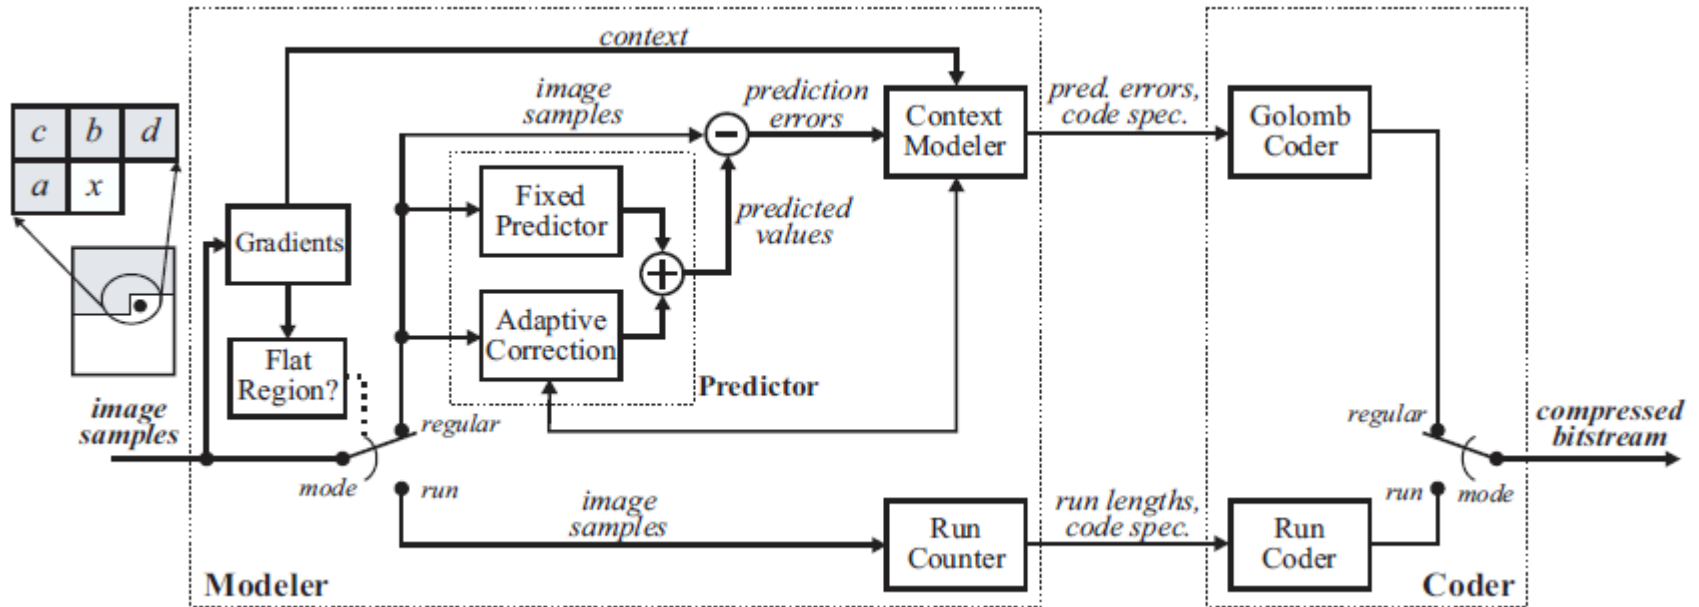 context
image
samples
prediction
errors
pred. errors,
code spec.
c b d
a x
Context
Modeler
Golomb
Coder
Fixed
Predictor
predicted
values
Gradients
Adaptive
Correction
Flat
Region?
Predictor
image
samples
regular
mode
run
regular
compressed
bitstream
run
mode
image
samples
Run
Counter
run lengths,
code spec.
Run
Coder
Modeler
Coder